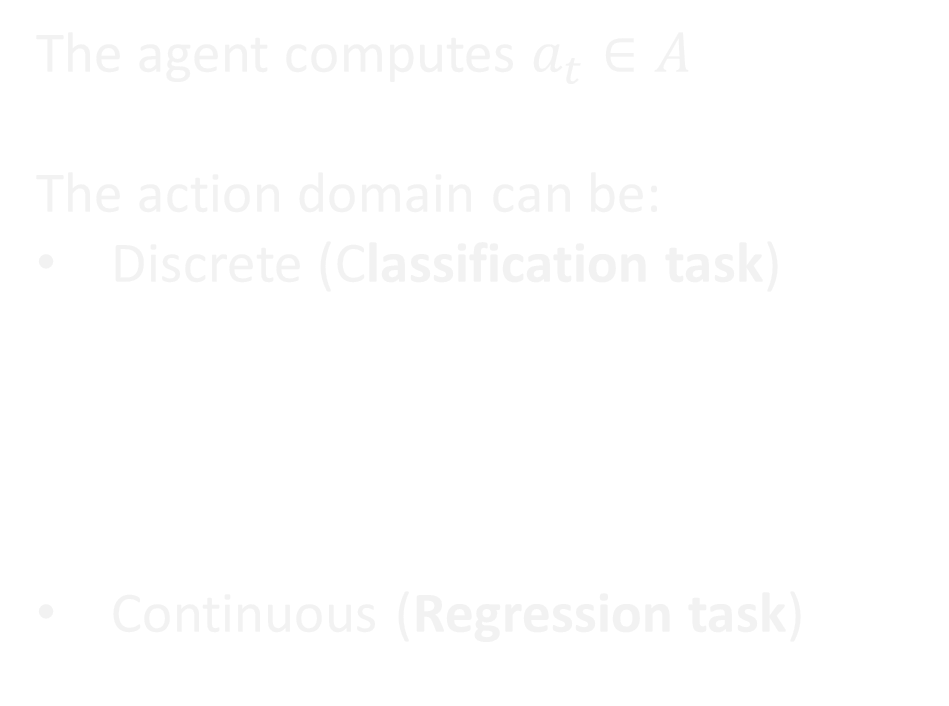 The agent computes 𝑎𝑡 ∈ 𝐴
The action domain can be:
• Discrete (Classification task)
• Continuous (Regression task)